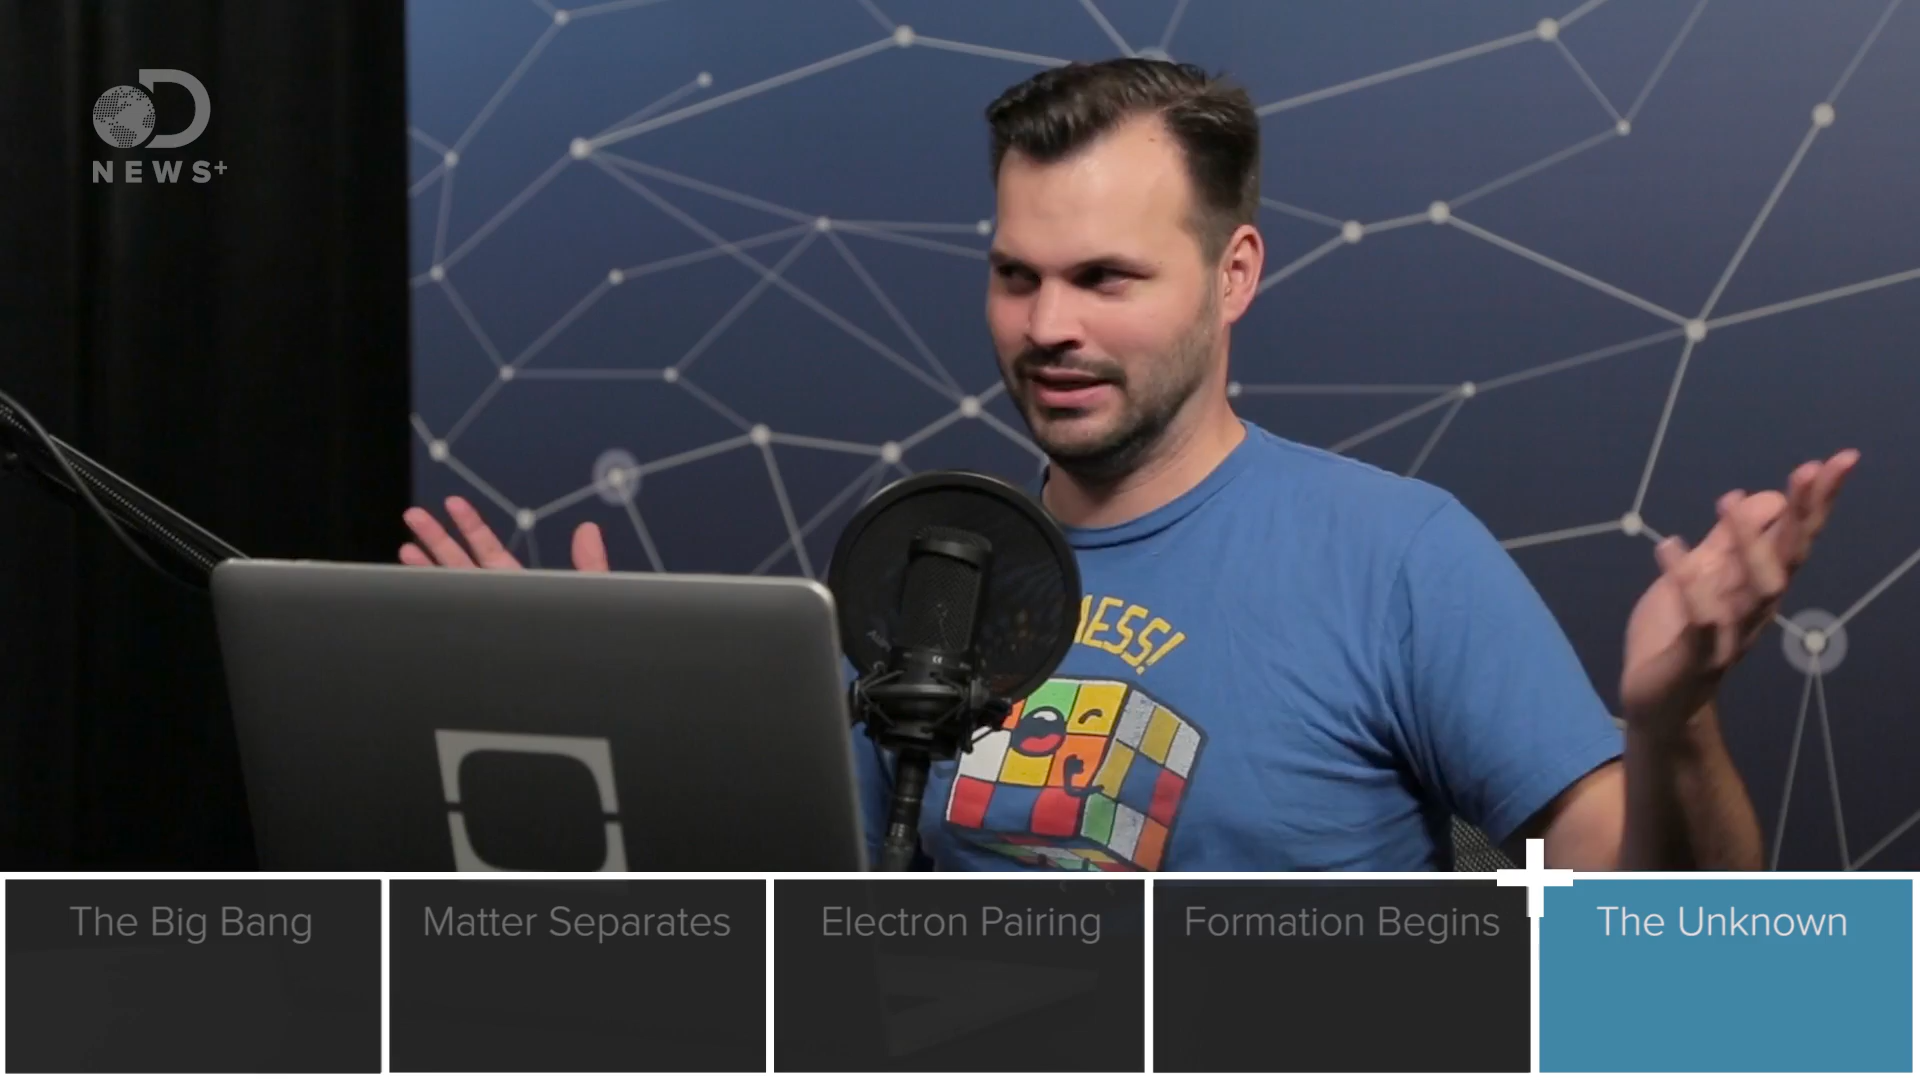 NEWS+
The Big Bang
Matter Separates
Electron Pairing
Formation Begins
The Unknown